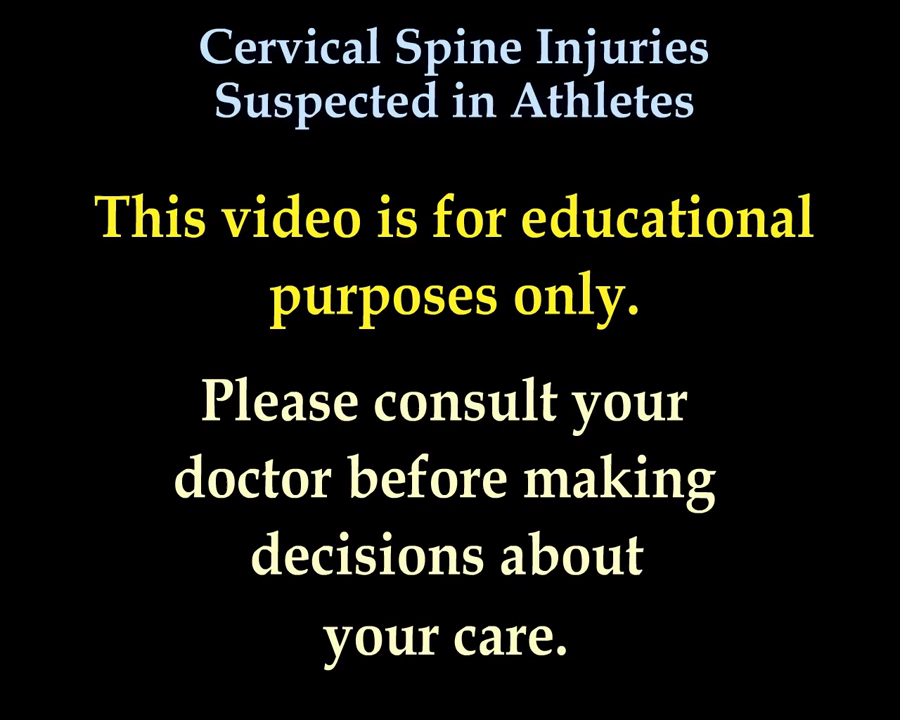 Cervical Spine Injuries
Suspected in Athletes
This video is for educational
purposes only.
Please consult your
doctor before making
decisions about
your care.